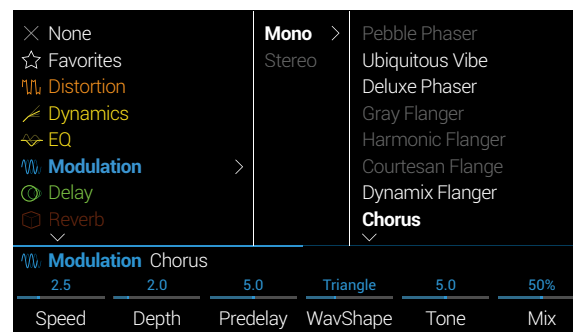 None
Favorites
Distortion
Dynamics
EQ
Modulation
Delay
Reverb
Mono
Stereo
Pebble Phaser
Ubiquitous Vibe
Deluxe Phaser
Gray Flanger
Harmonic Flanger
Courtesan Flange
Dynamix Flanger
Chorus
Modulation Chorus
2.5 2.0 5.0 Triangle 5.0 50%
Speed Depth Predelay WavShape Tone Mix